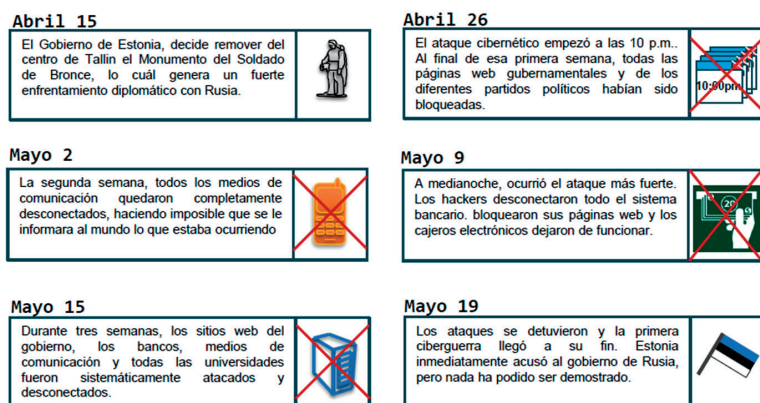 Abril 15
El Gobierno de Estonia, decide remover del
centro de Tallin el Monumento del Soldado
de Bronce, lo cuál genera un fuerte
enfrentamiento diplomático con Rusia.
Abril 26
El ataque cibernético empezó a las 10 p.m..
Al final de esa primera semana, todas las
páginas web gubernamentales y de los
diferentes partidos políticos habían sido
bloqueadas.
10:00pm
Mayo 2
La segunda semana, todos los medios de
comunicación quedaron completamente
desconectados, haciendo imposible que se le
informara al mundo lo que estaba ocurriendo
Mayo 9
A medianoche, ocurrió el ataque más fuerte.
Los hackers desconectaron todo el sistema
bancario. bloquearon sus páginas web y los
cajeros electrónicos dejaron de funcionar.
20
Mayo 15
Durante tres semanas, los sitios web del
gobierno, los bancos, medios de
comunicación y todas las universidades
fueron sistemáticamente atacados y
desconectados.
Mayo 19
Los ataques se detuvieron y la primera
ciberguerra llegó a su fin. Estonia
inmediatamente acusó al gobierno de Rusia,
pero nada ha podido ser demostrado.